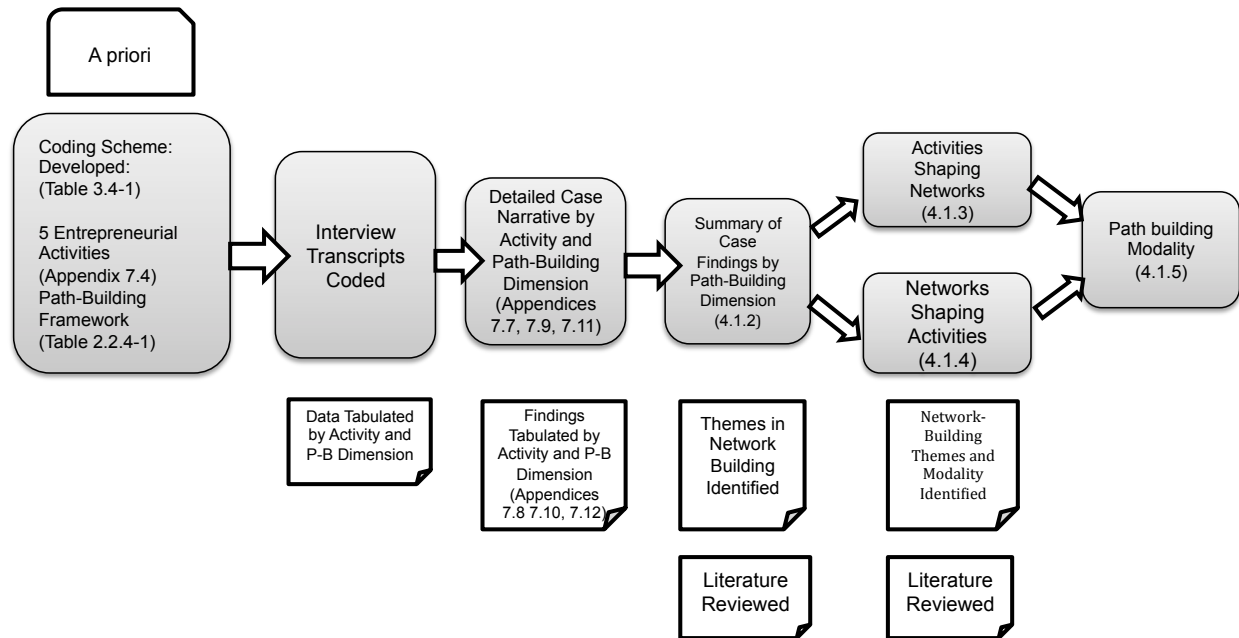 A priori
Coding Scheme:
Developed:
(Table 3.4-1)
5 Entrepreneurial
Activities
(Appendix 7.4)
Path-Building
Framework
(Table 2.2.4-1)
Interview
Transcripts
Coded
Detailed Case
Narrative by
Activity and
Path-Building
Dimension
(Appendices
7.7, 7.9, 7.11)
Summary of
Case
Findings by
Path-Building
Dimension
(4.1.2)
Activities
Shaping
Networks
(4.1.3)
Networks
Shaping
Activities
(4.1.4)
Path building
Modality
(4.1.5)
Data Tabulated
by Activity and
P-B Dimension
Findings
Tabulated by
Activity and P-B
Dimension
(Appendices
7.8 7.10, 7.12)
Themes in
Network
Building
Identified
Network-
Building
Themes and
Modality
Identified
Literature
Reviewed
Literature
Reviewed